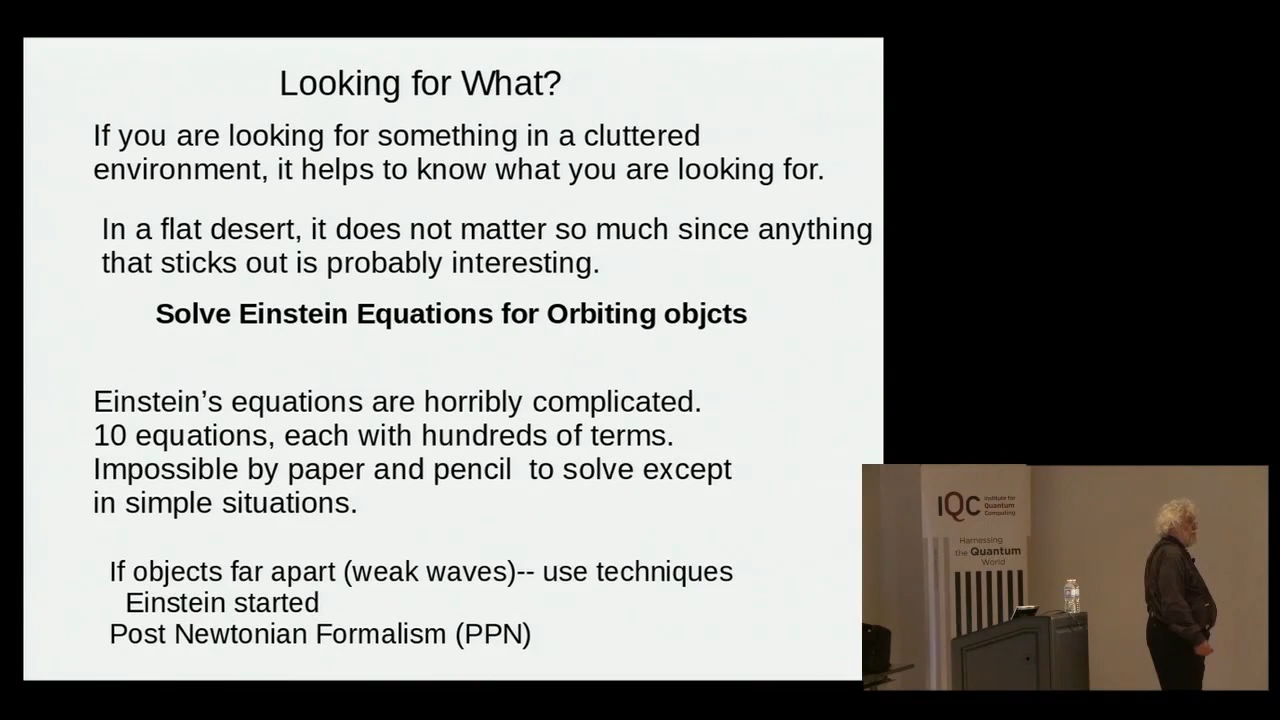 Looking for What?
If you are looking for something in a cluttered
environment, it helps to know what you are looking for.
In a flat desert, it does not matter so much since anything
that sticks out is probably interesting.
Solve Einstein Equations for Orbiting objcts
Einstein’s equations are horribly complicated.
10 equations, each with hundreds of terms.
Impossible by paper and pencil  to solve except
in simple situations.
If objects far apart (weak waves)-- use techniques
Einstein started
Post Newtonian Formalism (PPN)
IQC
Institute for
Quantum
Computing
Harnessing
the Quantum
World